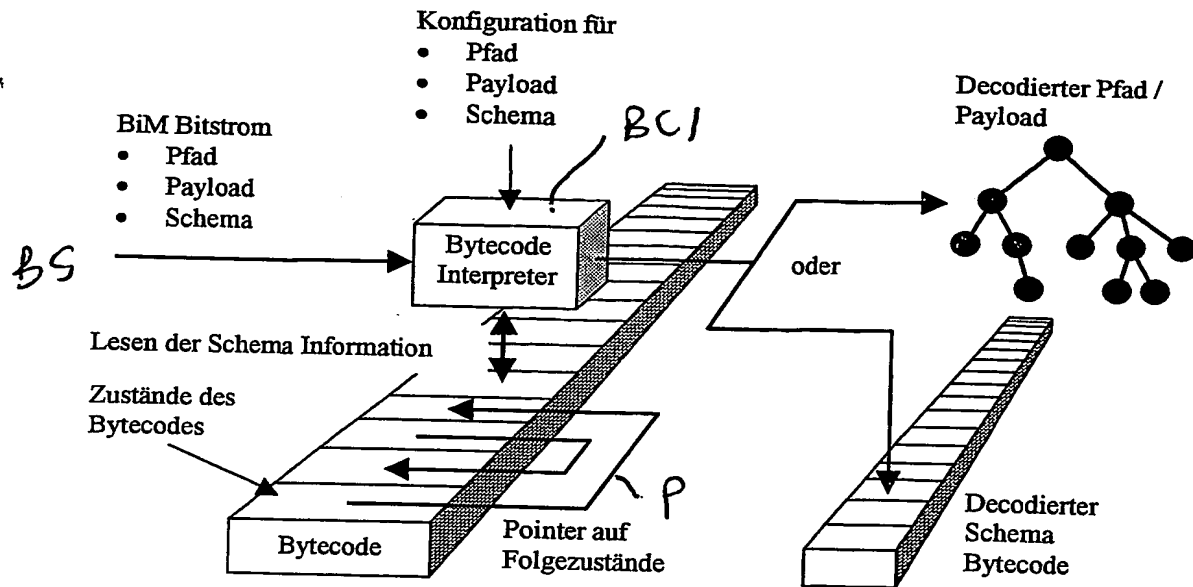 Konfiguration für
• Pfad
• Payload
• Schema
BCI
Decodierter Pfad /
Payload
BiM Bitstrom
• Pfad
• Payload
• Schema
BS
Bytecode
Interpreter
oder
Lesen der Schema Information
Zustände des
Bytecodes
P
Pointer auf
Folgezustände
Bytecode
Decodierter
Schema
Bytecode